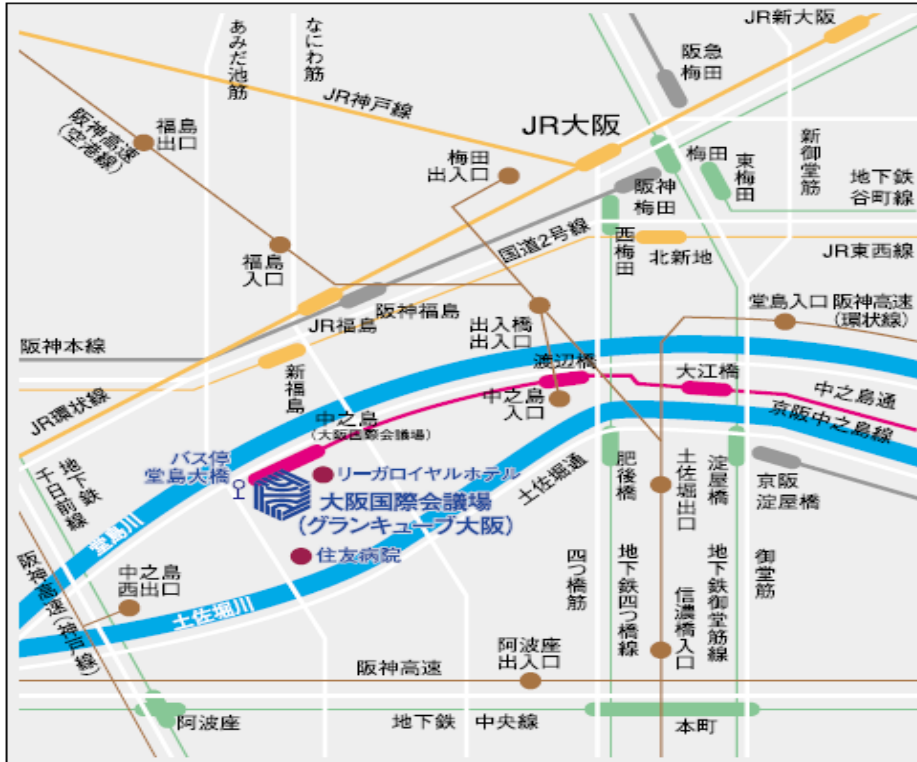 JR新大阪
なにわ筋
あみだ池筋
阪急
梅田
JR神戸線
JR大阪
阪神高速
(空港線)
福島
出口
梅田
出入口
梅田
東梅田
新御堂筋
阪神
梅田
地下鉄
谷町線
国道2号線
西梅田
北新地
JR東西線
福島
入口
阪神福島
JR福島
出入橋
出入口
堂島入口
阪神高速
(環状線)
阪神本線
新福島
渡辺橋
大江橋
中之島
入口
中之島通
京阪中之島線
JR環状線
中之島
(大阪国際会議場)
バス停
堂島大橋
リーガロイヤルホテル
大阪国際会議場
(グランキューブ大阪)
住友病院
土佐堀通
肥後橋
土佐堀出口
淀屋橋
京阪
淀屋橋
地下鉄
千日前線
堂島川
土佐堀川
中之島
西出口
阪神高速(神戸線)
四つ橋筋
地下鉄四つ橋線
信濃橋入口
地下鉄御堂筋線
御堂筋
阪神高速
阿波座
出入口
阿波座
地下鉄 中央線
本町